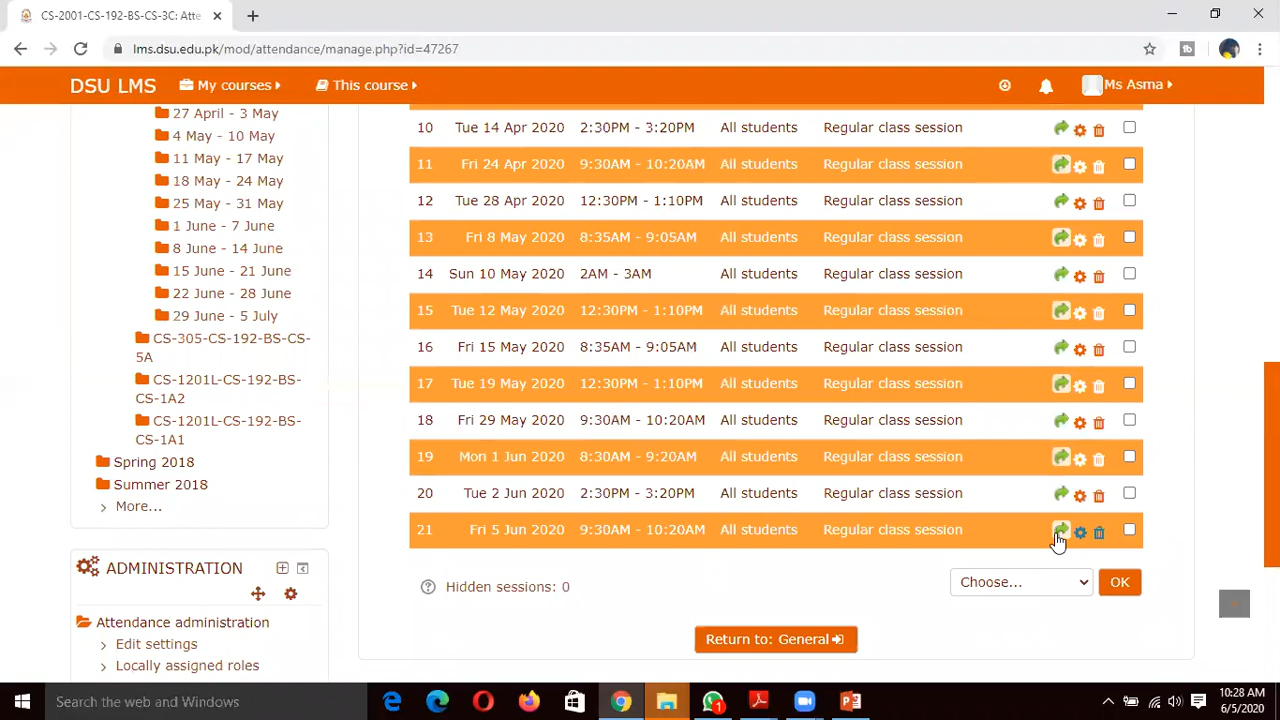 CS-2001-CS-192-BS-CS-3C: Atte
lms.dsu.edu.pk/mod/attendance/manage.php?id=47267
DSU LMS My courses This course Ms Asma
27 April - 3 May
4 May - 10 May
11 May - 17 May
18 May - 24 May
25 May - 31 May
1 June - 7 June
8 June - 14 June
15 June - 21 June
22 June - 28 June
29 June - 5 July
CS-305-CS-192-BS-CS-
5A
CS-1201L-CS-192-BS-
CS-1A2
CS-1201L-CS-192-BS-
CS-1A1
Spring 2018
Summer 2018
More...
ADMINISTRATION
Attendance administration
Edit settings
Locally assigned roles
10 Tue 14 Apr 2020 2:30PM - 3:20PM All students Regular class session
11 Fri 24 Apr 2020 9:30AM - 10:20AM All students Regular class session
12 Tue 28 Apr 2020 12:30PM - 1:10PM All students Regular class session
13 Fri 8 May 2020 8:35AM - 9:05AM All students Regular class session
14 Sun 10 May 2020 2AM - 3AM All students Regular class session
15 Tue 12 May 2020 12:30PM - 1:10PM All students Regular class session
16 Fri 15 May 2020 8:35AM - 9:05AM All students Regular class session
17 Tue 19 May 2020 12:30PM - 1:10PM All students Regular class session
18 Fri 29 May 2020 9:30AM - 10:20AM All students Regular class session
19 Mon 1 Jun 2020 8:30AM - 9:20AM All students Regular class session
20 Tue 2 Jun 2020 2:30PM - 3:20PM All students Regular class session
21 Fri 5 Jun 2020 9:30AM - 10:20AM All students Regular class session
Hidden sessions: 0
Choose... OK
Return to: General
Search the web and Windows
10:28 AM
6/5/2020